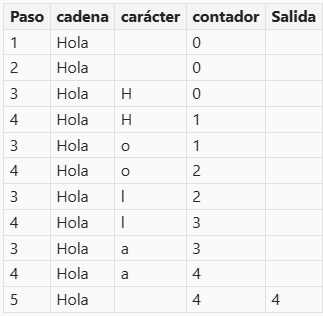 Paso cadena carácter contador Salida
1 Hola 0
2 Hola 0
3 Hola H 0
4 Hola H 1
3 Hola o 1
4 Hola o 2
3 Hola l 2
4 Hola l 3
3 Hola a 3
4 Hola a 4
5 Hola 4 4